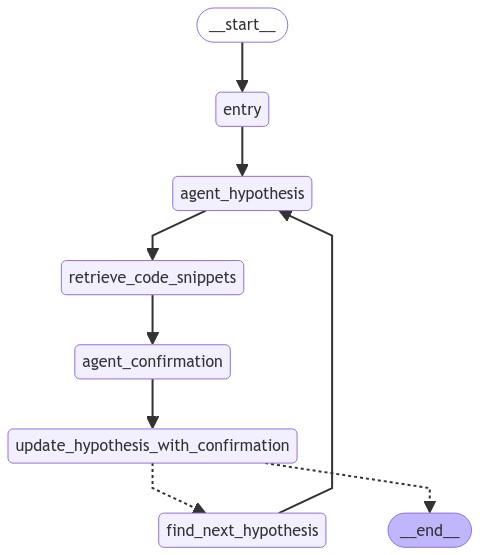 __start__
entry
agent_hypothesis
retrieve_code_snippets
agent_confirmation
update_hypothesis_with_confirmation
find_next_hypothesis
__end__